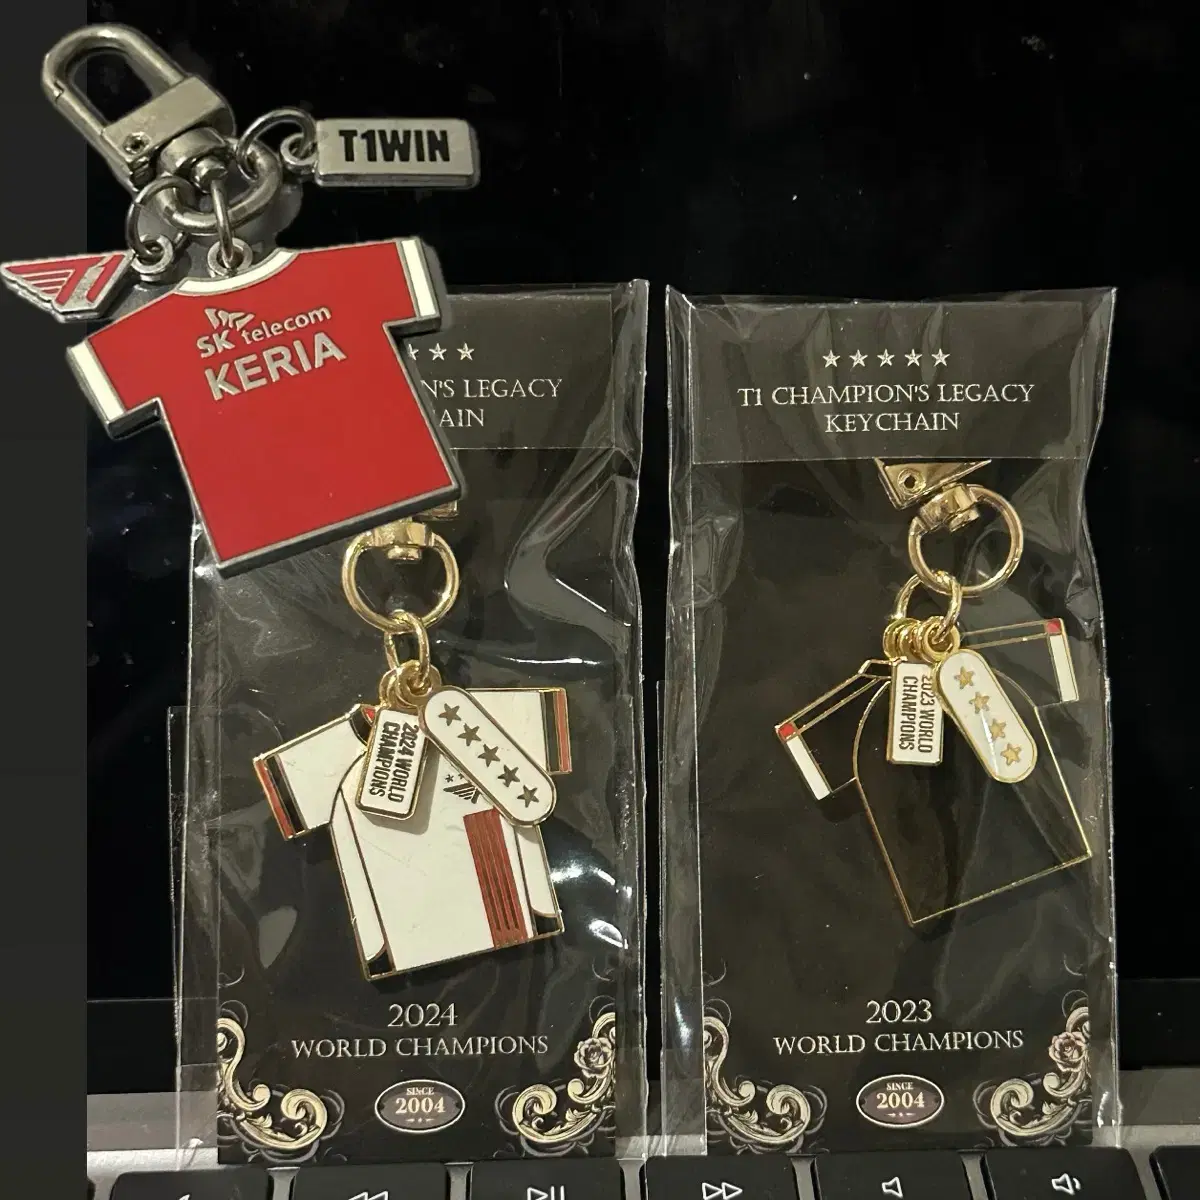 T1WIN
T1
SK telecom
KERIA
N'S LEGACY
AIN
2024 WORLD
CHAMPIONS
2024
WORLD CHAMPIONS
SINCE
2004
T1 CHAMPION'S LEGACY
KEYCHAIN
2023 WORLD
CHAMPIONS
2023
WORLD CHAMPIONS
SINCE
2004